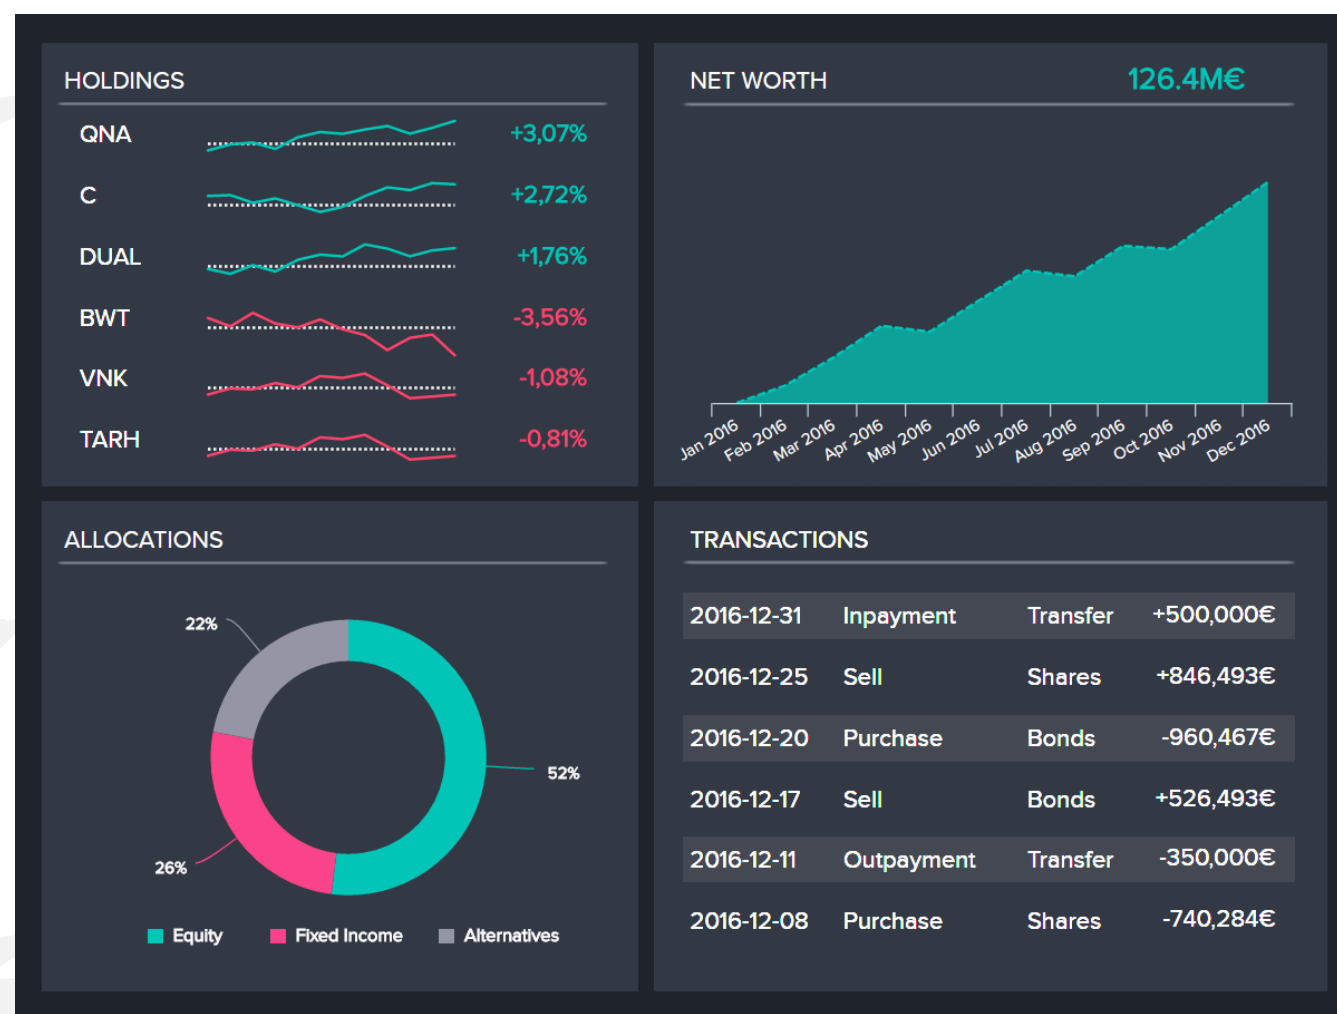 HOLDINGS
QNA +3,07%
C +2,72%
DUAL +1,76%
BWT -3,56%
VNK -1,08%
TARH -0,81%
NET WORTH 126.4M€
Jan 2016 Feb 2016 Mar 2016 Apr 2016 May 2016 Jun 2016 Jul 2016 Aug 2016 Sep 2016 Oct 2016 Nov 2016 Dec 2016
ALLOCATIONS
22%
52%
26%
Equity Fixed Income Alternatives
TRANSACTIONS
2016-12-31 Inpayment Transfer +500,000€
2016-12-25 Sell Shares +846,493€
2016-12-20 Purchase Bonds -960,467€
2016-12-17 Sell Bonds +526,493€
2016-12-11 Outpayment Transfer -350,000€
2016-12-08 Purchase Shares -740,284€